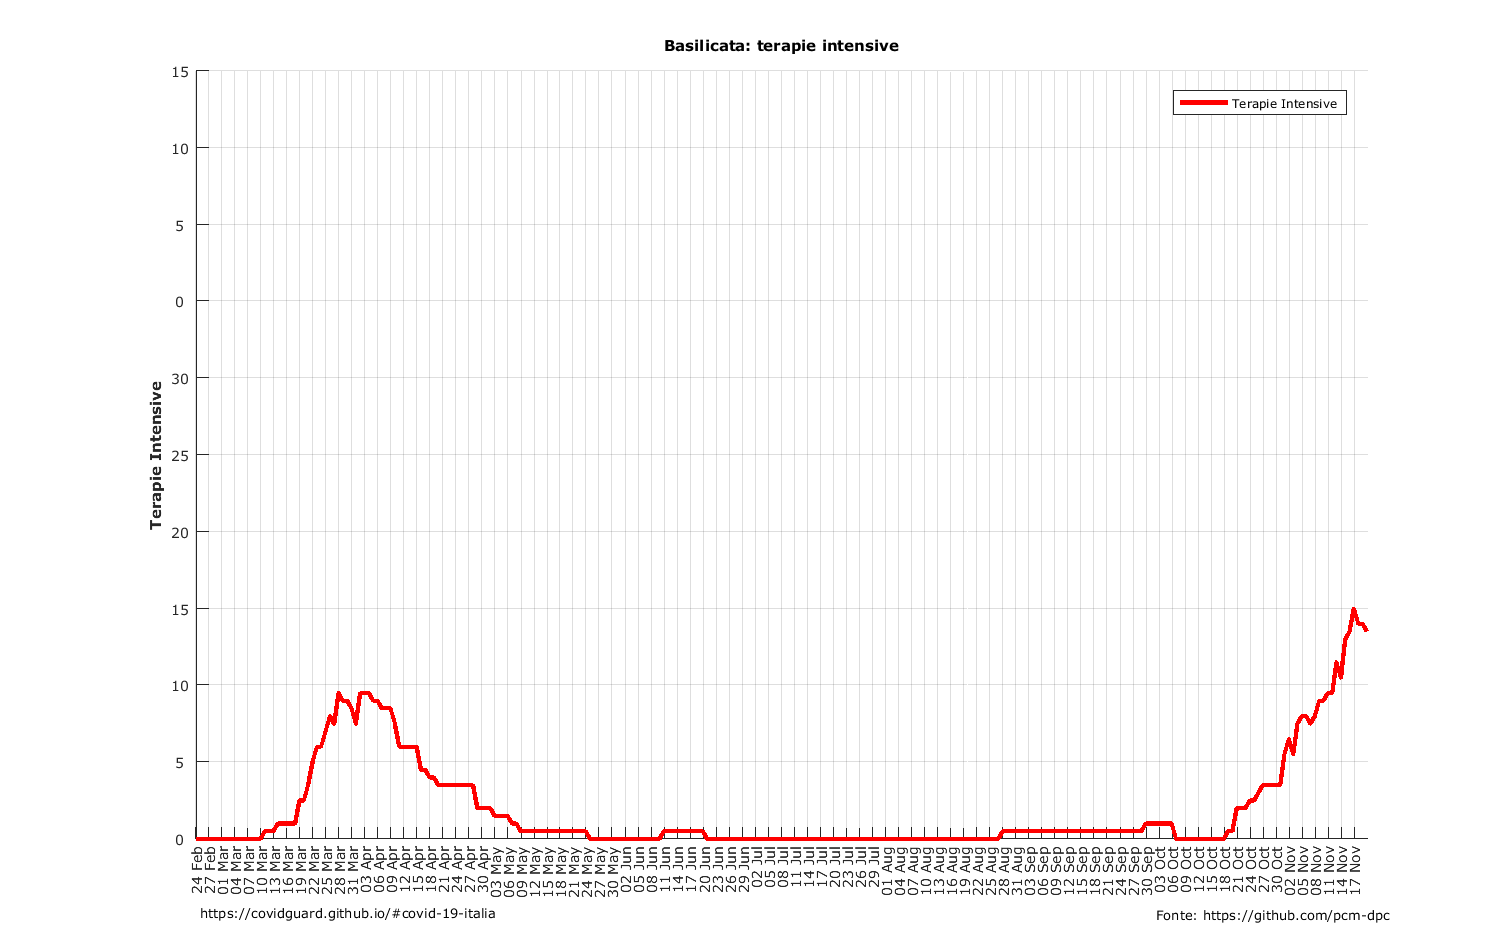 Basilicata: terapie intensive
Terapie Intensive
15
10
5
0
30
25
20
15
10
5
0
Terapie Intensive
24 Feb
27 Feb
01 Mar
04 Mar
07 Mar
10 Mar
13 Mar
16 Mar
19 Mar
22 Mar
25 Mar
28 Mar
31 Mar
03 Apr
06 Apr
09 Apr
12 Apr
15 Apr
18 Apr
21 Apr
24 Apr
27 Apr
30 Apr
03 May
06 May
09 May
12 May
15 May
18 May
21 May
24 May
27 May
30 May
02 Jun
05 Jun
08 Jun
11 Jun
14 Jun
17 Jun
20 Jun
23 Jun
26 Jun
29 Jun
02 Jul
05 Jul
08 Jul
11 Jul
14 Jul
17 Jul
20 Jul
23 Jul
26 Jul
29 Jul
01 Aug
04 Aug
07 Aug
10 Aug
13 Aug
16 Aug
19 Aug
22 Aug
25 Aug
28 Aug
31 Aug
03 Sep
06 Sep
09 Sep
12 Sep
15 Sep
18 Sep
21 Sep
24 Sep
27 Sep
30 Sep
03 Oct
06 Oct
09 Oct
12 Oct
15 Oct
18 Oct
21 Oct
24 Oct
27 Oct
30 Oct
02 Nov
05 Nov
08 Nov
11 Nov
14 Nov
17 Nov
https://covidguard.github.io/#covid-19-italia
Fonte: https://github.com/pcm-dpc